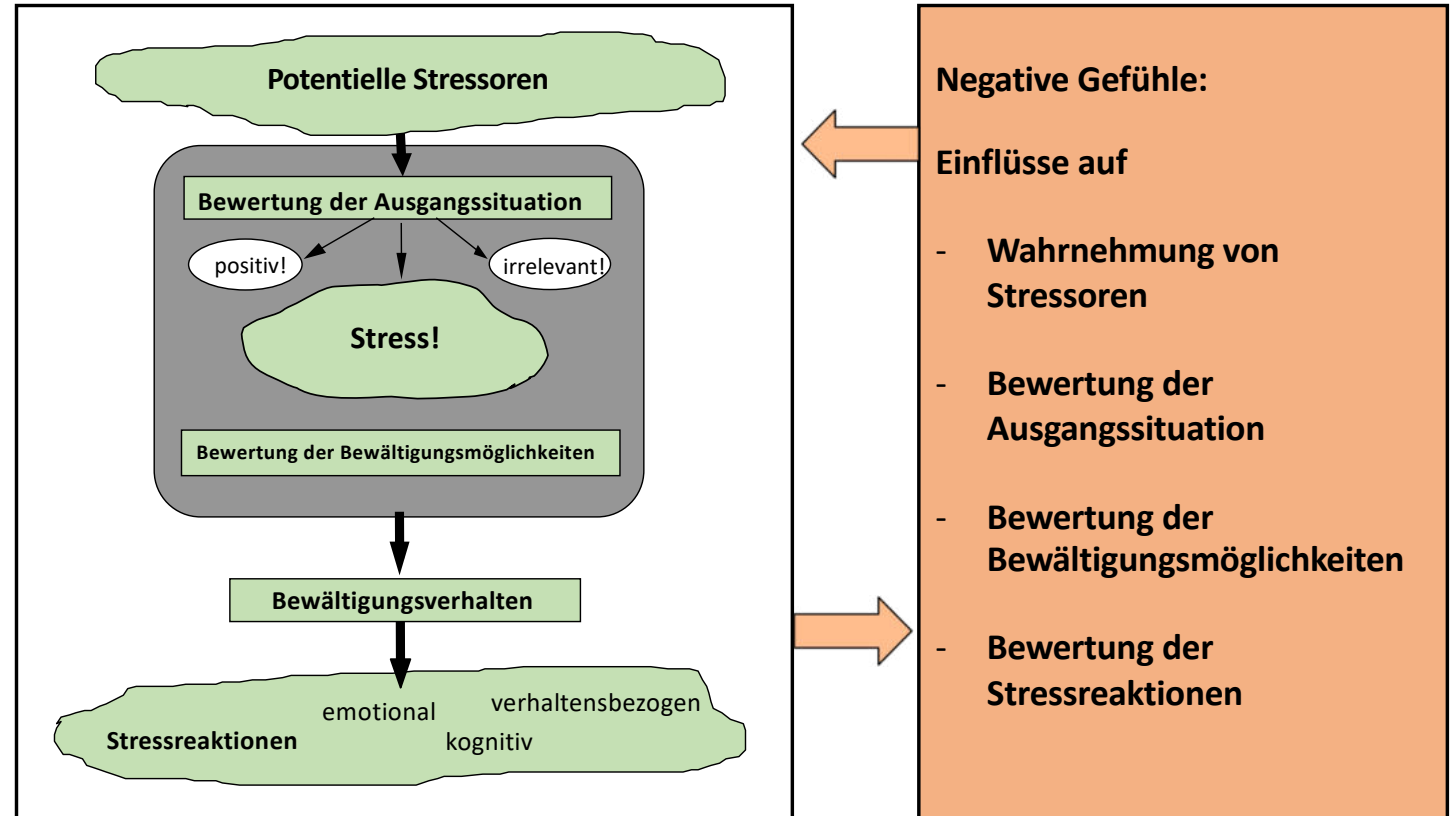 Potentielle Stressoren
Bewertung der Ausgangssituation
positiv!
irrelevant!
Stress!
Bewertung der Bewältigungsmöglichkeiten
Bewältigungsverhalten
emotional
verhaltensbezogen
Stressreaktionen
kognitiv
Negative Gefühle:
Einflüsse auf
- Wahrnehmung von
Stressoren
- Bewertung der
Ausgangssituation
- Bewertung der
Bewältigungsmöglichkeiten
- Bewertung der
Stressreaktionen